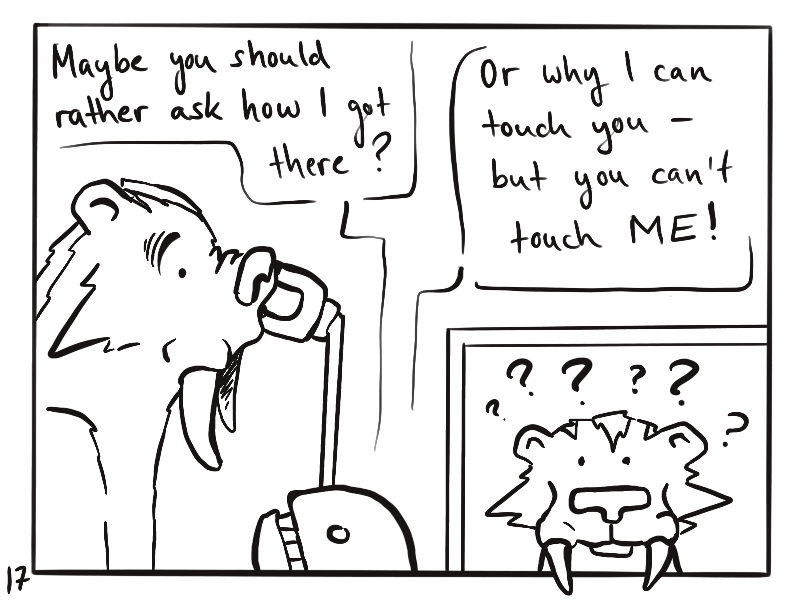 Maybe you should
rather ask how I got
there?
Or why I can
touch you -
but you can't
touch ME!
? ? ? ? ? ?
17